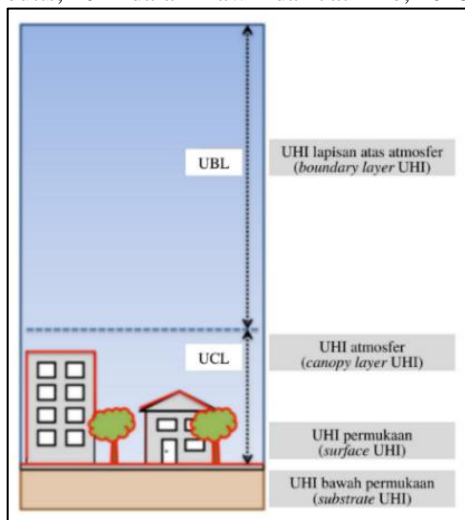 UBL
UHI lapisan atas atmosfer
(boundary layer UHI)
UCL
UHI atmosfer
(canopy layer UHI)
UHI permukaan
(surface UHI)
UHI bawah permukaan
(substrate UHI)